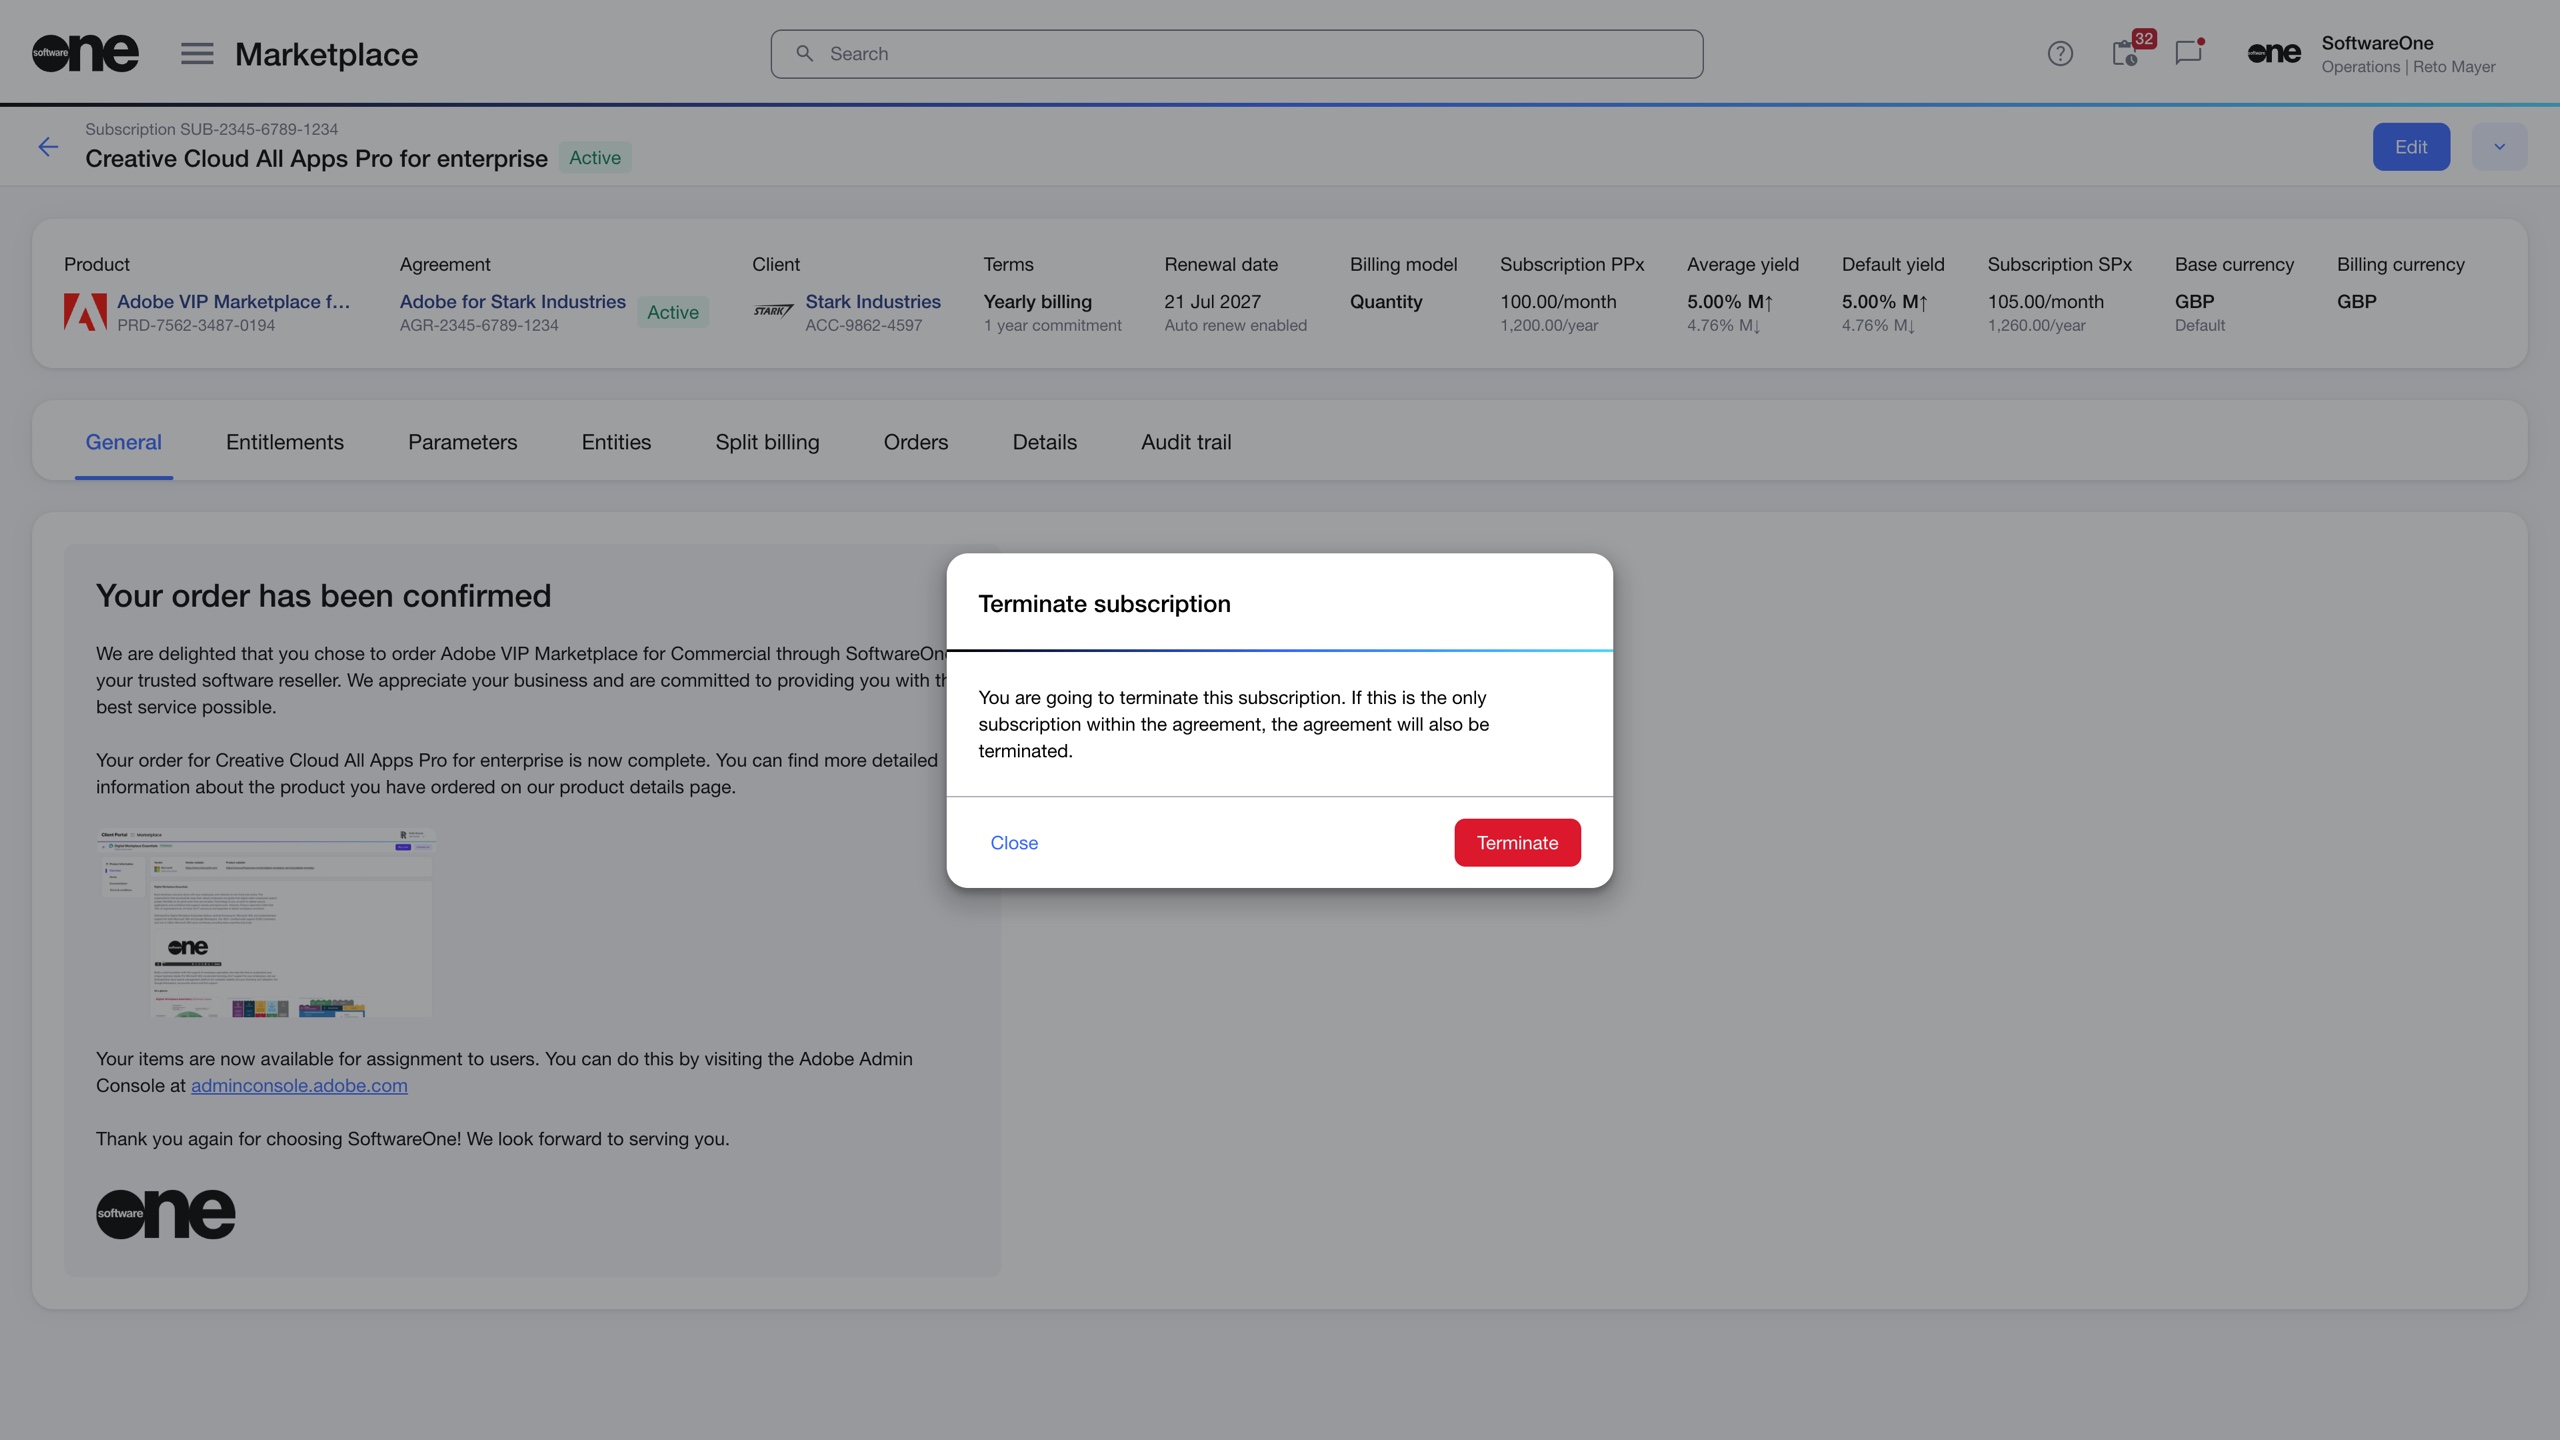 software one
Marketplace
Search
32
software one
SoftwareOne
Operations | Reto Mayer
Subscription SUB-2345-6789-1234
Creative Cloud All Apps Pro for enterprise
Active
Edit
Product
Agreement
Client
Terms
Renewal date
Billing model
Subscription PPx
Average yield
Default yield
Subscription SPx
Base currency
Billing currency
Adobe VIP Marketplace f...
PRD-7562-3487-0194
Adobe for Stark Industries
AGR-2345-6789-1234
Active
STARK
Stark Industries
ACC-9862-4597
Yearly billing
1 year commitment
21 Jul 2027
Auto renew enabled
Quantity
100.00/month
1,200.00/year
5.00% M↑
4.76% M↓
5.00% M↑
4.76% M↓
105.00/month
1,260.00/year
GBP
Default
GBP
General
Entitlements
Parameters
Entities
Split billing
Orders
Details
Audit trail
Your order has been confirmed
We are delighted that you chose to order Adobe VIP Marketplace for Commercial through SoftwareOne
your trusted software reseller. We appreciate your business and are committed to providing you with th
best service possible.
Your order for Creative Cloud All Apps Pro for enterprise is now complete. You can find more detailed
information about the product you have ordered on our product details page.
Client Portal
Marketplace
one
Your items are now available for assignment to users. You can do this by visiting the Adobe Admin
Console at adminconsole.adobe.com
Thank you again for choosing SoftwareOne! We look forward to serving you.
software one
Terminate subscription
You are going to terminate this subscription. If this is the only
subscription within the agreement, the agreement will also be
terminated.
Close
Terminate